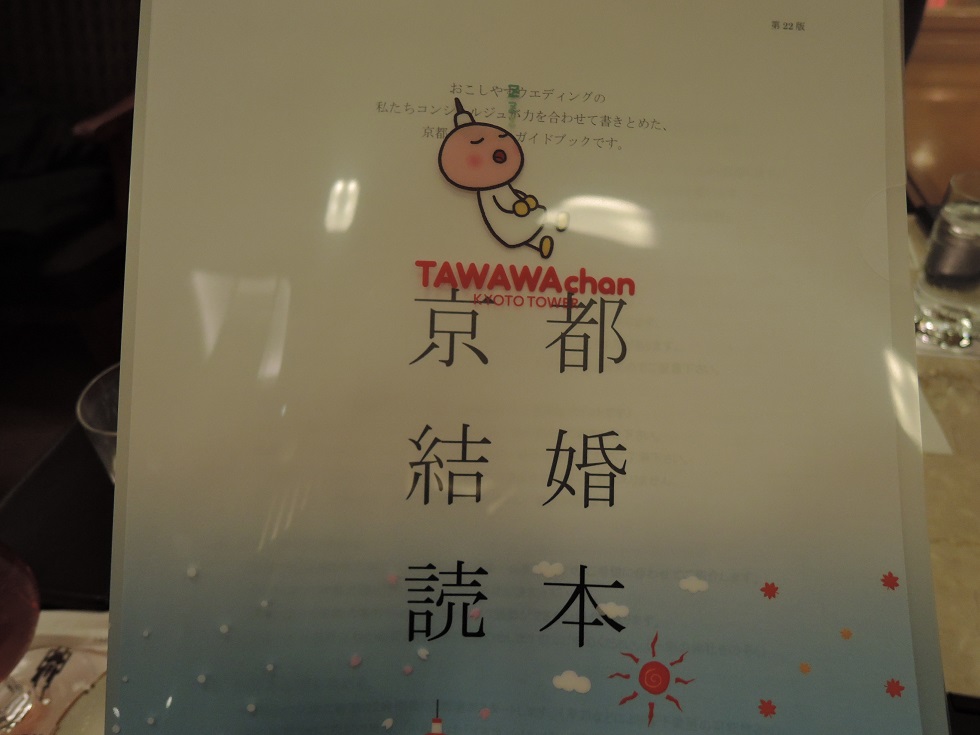 第22版
おこしやすウエディングの
私たちコンシェルジュが力を合わせて書きとめた、
京都 ガイドブックです。
TAWAWAchan
KYOTO TOWER
京都
結婚
読本